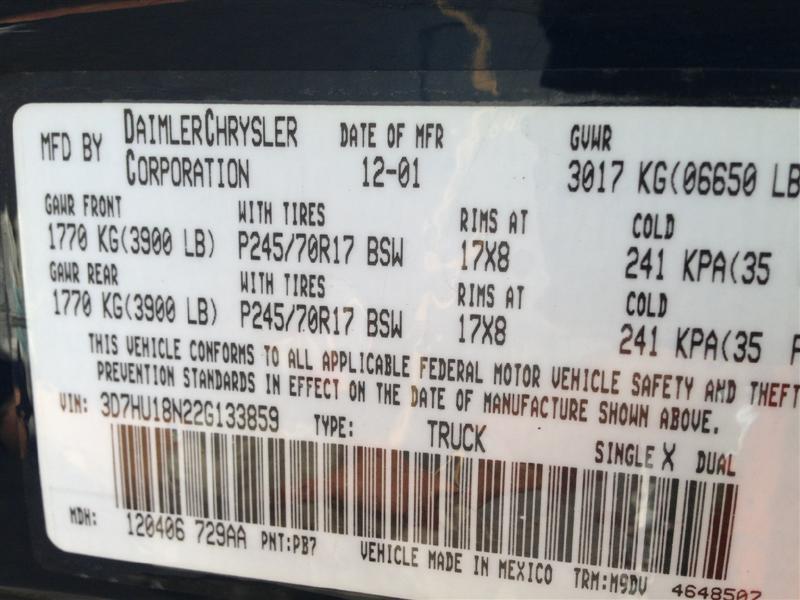 MFD BY DAIMLERCHRYSLER CORPORATION DATE OF MFR 12-01 GVWR 3017 KG(06650 LB
GAWR FRONT WITH TIRES RIMS AT COLD
1770 KG(3900 LB) P245/70R17 BSW 17X8 241 KPA(35
GAWR REAR WITH TIRES RIMS AT COLD
1770 KG(3900 LB) P245/70R17 BSW 17X8 241 KPA(35 P
THIS VEHICLE CONFORMS TO ALL APPLICABLE FEDERAL MOTOR VEHICLE SAFETY AND THEFT
PREVENTION STANDARDS IN EFFECT ON THE DATE OF MANUFACTURE SHOWN ABOVE.
VIN: 3D7HU18N22G133859 TYPE: TRUCK SINGLE X DUAL
MDH: 120406 729AA PNT:PB7 VEHICLE MADE IN MEXICO TRM:M9DV 4648507